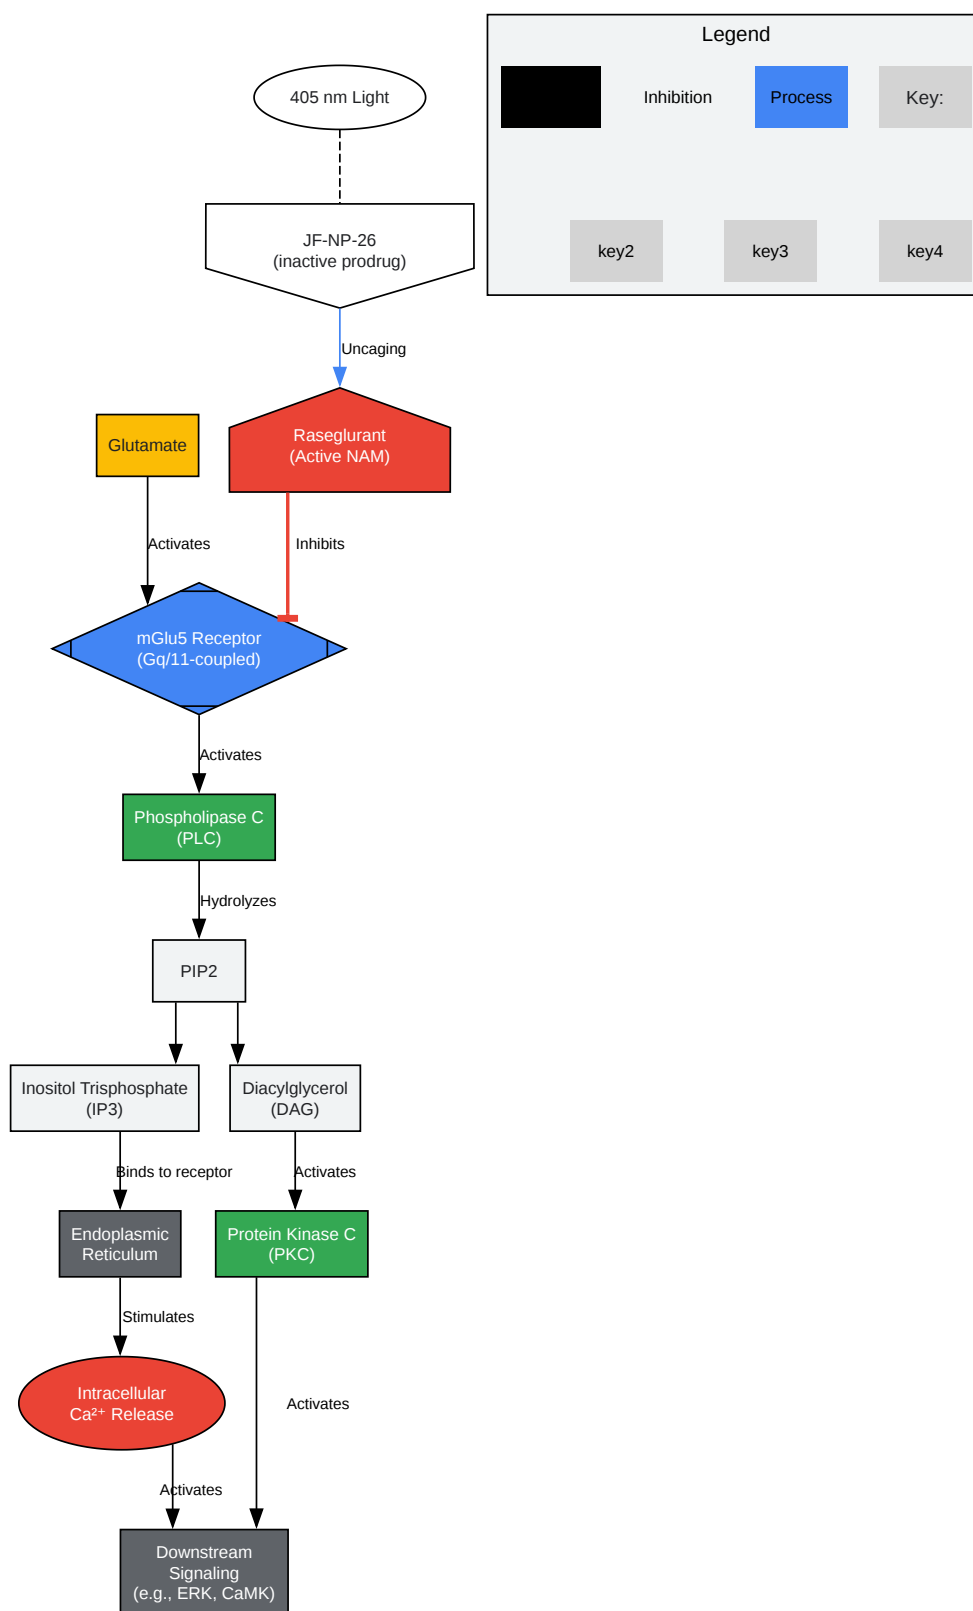 Legend
405 nm Light
Inhibition
Process
Key:
JF-NP-26
(inactive prodrug)
key2
key3
key4
Uncaging
Glutamate
Raseglurant
(Active NAM)
Activates
Inhibits
mGlu5 Receptor
(Gq/11-coupled)
Activates
Phospholipase C
(PLC)
Hydrolyzes
PIP2
Inositol Trisphosphate
(IP3)
Diacylglycerol
(DAG)
Binds to receptor
Activates
Endoplasmic
Reticulum
Protein Kinase C
(PKC)
Stimulates
Intracellular
Ca²⁺ Release
Activates
Activates
Downstream
Signaling
(e.g., ERK, CaMK)